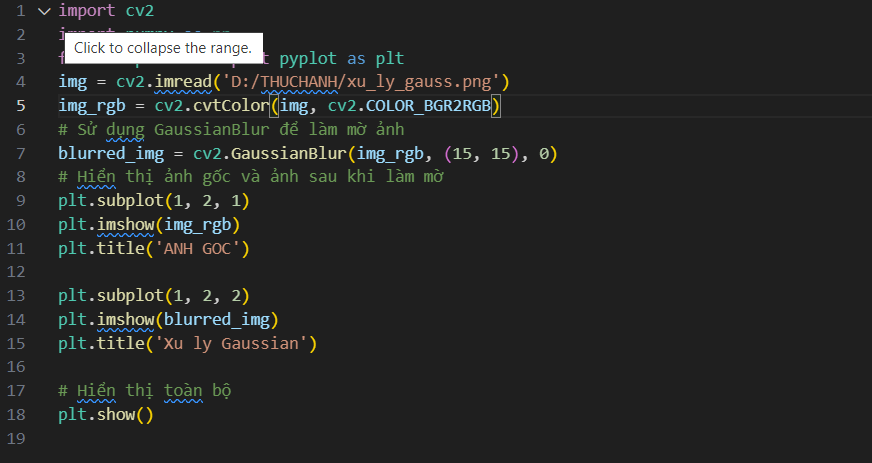 1 import cv2
2
Click to collapse the range.
3 pyplot as plt
4 img = cv2.imread('D:/THUCHANH/xu_ly_gauss.png')
5 img_rgb = cv2.cvtColor(img, cv2.COLOR_BGR2RGB)
6 # Sử dụng GaussianBlur để làm mờ ảnh
7 blurred_img = cv2.GaussianBlur(img_rgb, (15, 15), 0)
8 # Hiển thị ảnh gốc và ảnh sau khi làm mờ
9 plt.subplot(1, 2, 1)
10 plt.imshow(img_rgb)
11 plt.title('ANH GOC')
12
13 plt.subplot(1, 2, 2)
14 plt.imshow(blurred_img)
15 plt.title('Xu ly Gaussian')
16
17 # Hiển thị toàn bộ
18 plt.show()
19